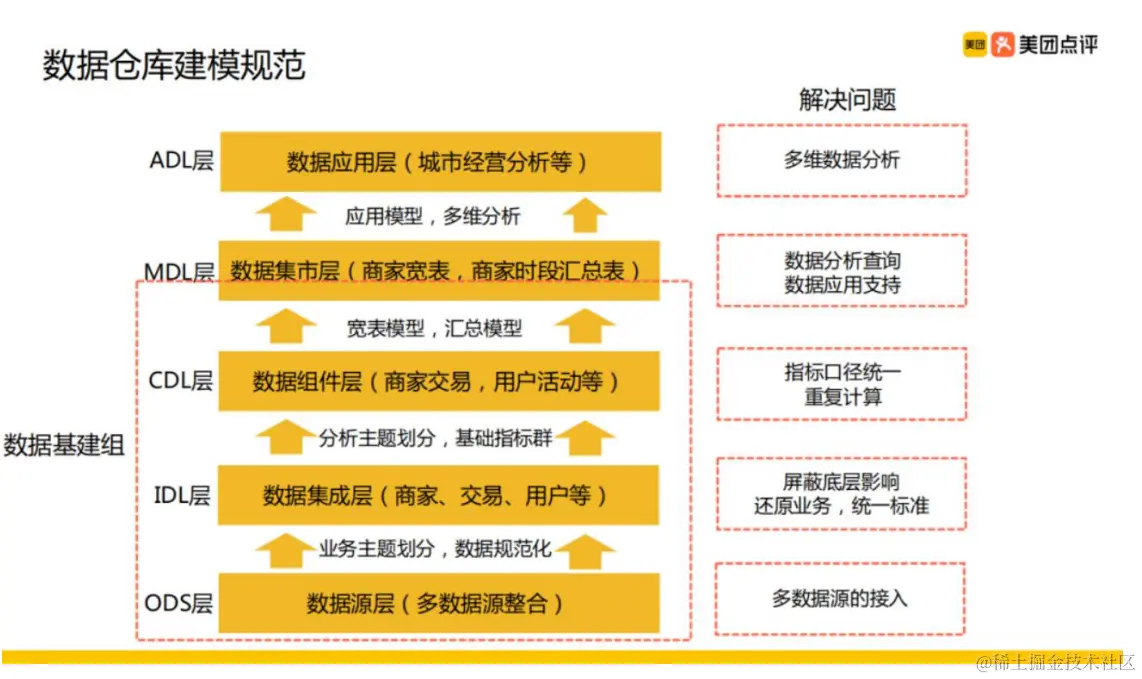 数据仓库建模规范
美团 美团点评
解决问题
ADL层
数据应用层（城市经营分析等）
多维数据分析
应用模型，多维分析
MDL层
数据集市层（商家宽表，商家时段汇总表）
数据分析查询
数据应用支持
宽表模型，汇总模型
CDL层
数据组件层（商家交易，用户活动等）
指标口径统一
重复计算
分析主题划分，基础指标群
数据基建组
IDL层
数据集成层（商家、交易、用户等）
屏蔽底层影响
还原业务，统一标准
业务主题划分，数据规范化
ODS层
数据源层（多数据源整合）
多数据源的接入
@稀土掘金技术社区